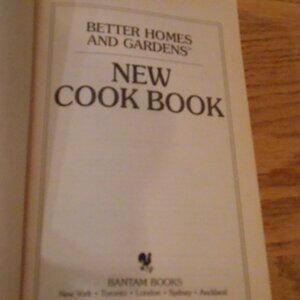 BETTER HOMES
AND GARDENS®
NEW
COOK BOOK
BANTAM BOOKS
New York • Toronto • London • Sydney • Auckland